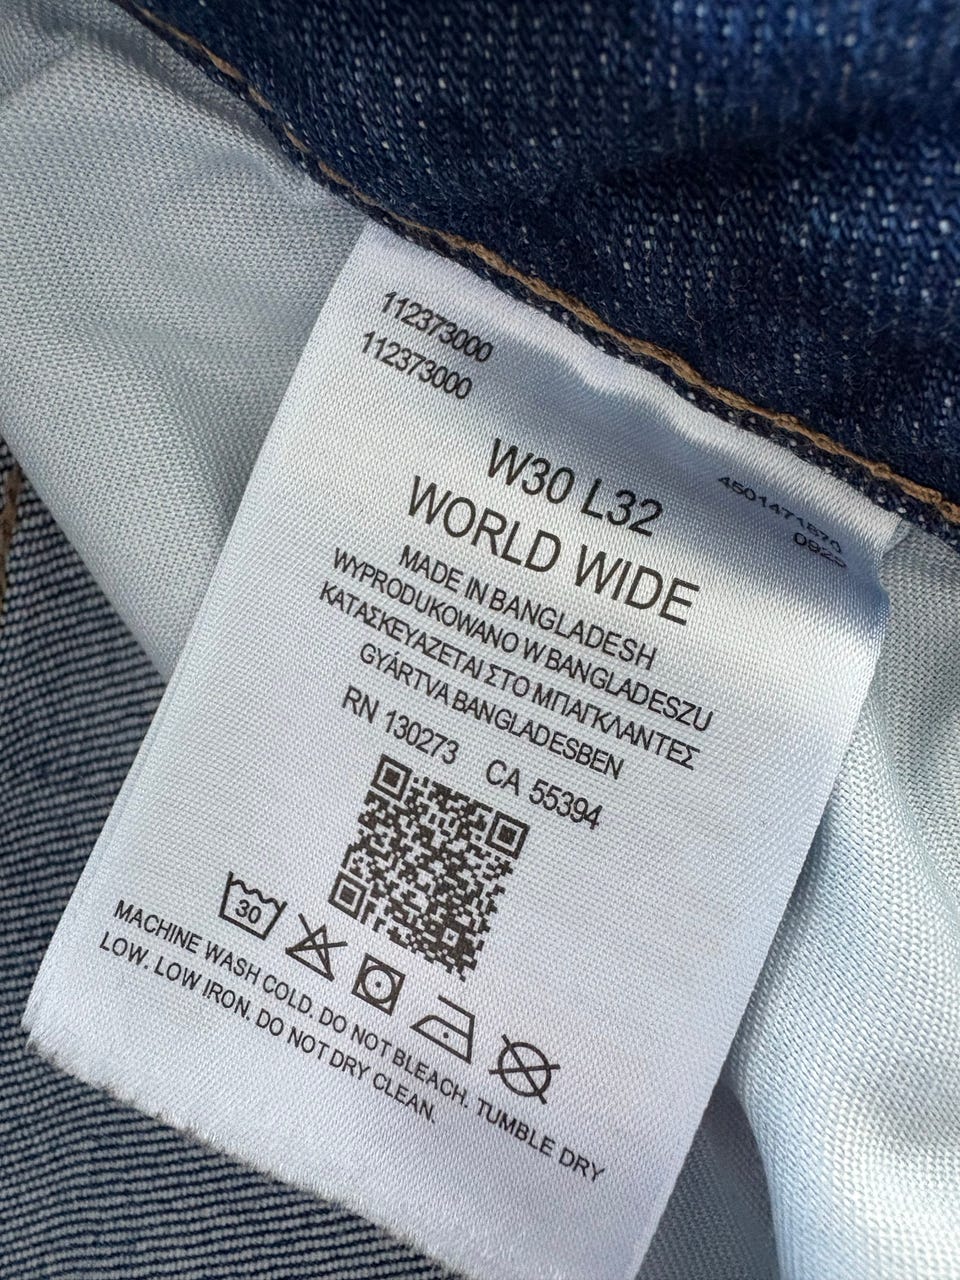 112373000
112373000
W30 L32
WORLD WIDE
MADE IN BANGLADESH
WYPRODUKOWANO W BANGLADESZU
ΚΑΤΑΣΚΕΥΑΖΕΤΑΙ ΣΤΟ ΜΠΑΓΚΛΑΝΤΕΣ
GYÁRTVA BANGLADESBEN
RN 130273 CA 55394
30
MACHINE WASH COLD. DO NOT BLEACH. TUMBLE DRY
LOW. LOW IRON. DO NOT DRY CLEAN.